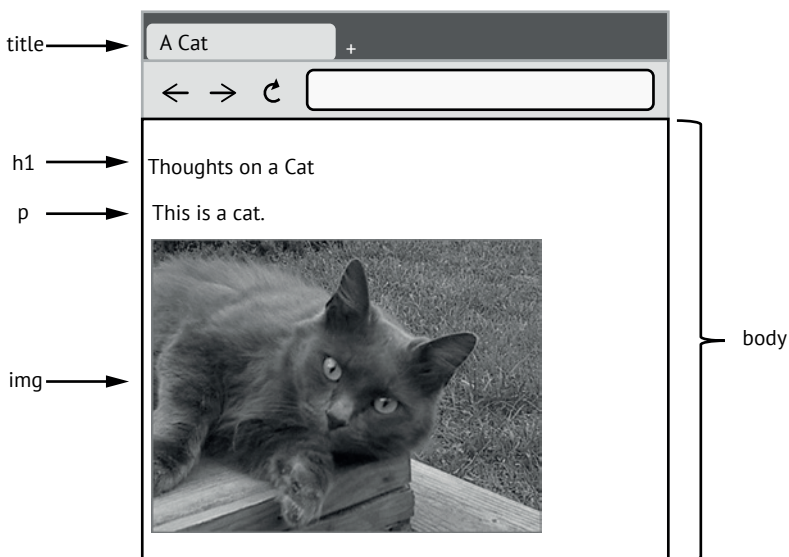 title
A Cat
+
h1
Thoughts on a Cat
p
This is a cat.
img
body